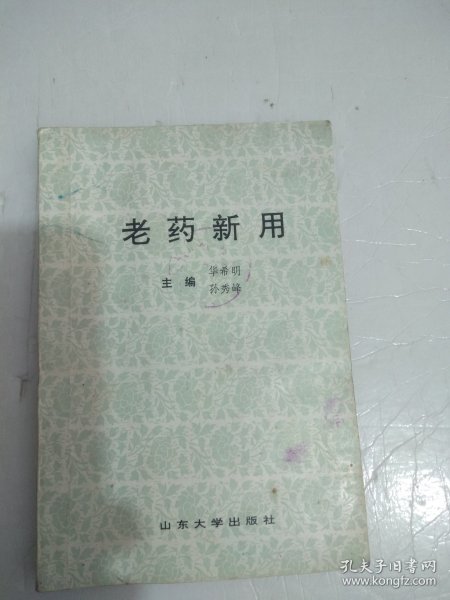 老药新用
主编 华希明
孙秀峰
山东大学出版社
孔夫子旧书网
www.kongfz.com